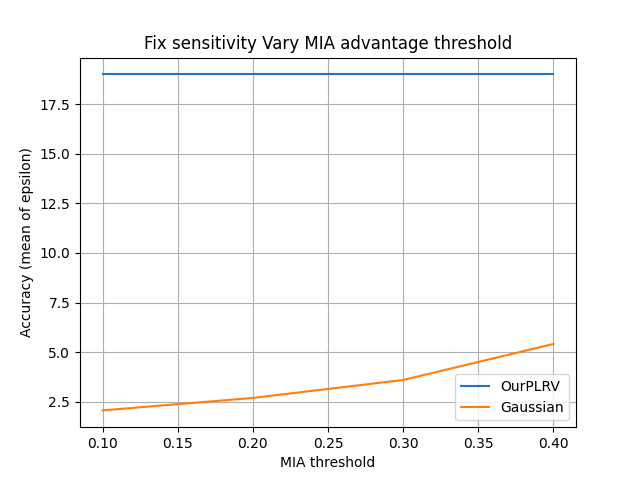 Fix sensitivity Vary MIA advantage threshold
Accuracy (mean of epsilon)
17.5
15.0
12.5
10.0
7.5
5.0
2.5
OurPLRV
Gaussian
0.10 0.15 0.20 0.25 0.30 0.35 0.40
MIA threshold